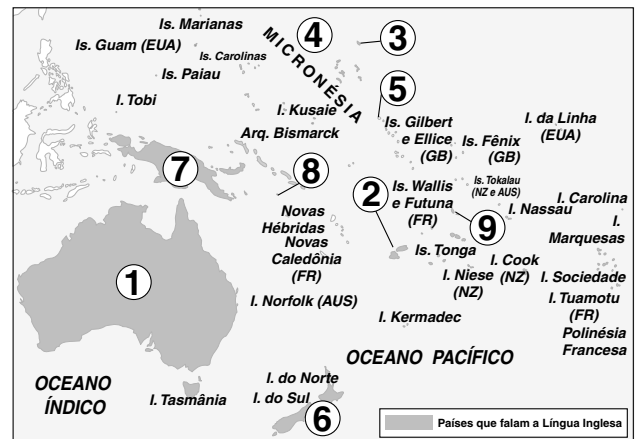 Is. Marianas
4
3
Is. Guam (EUA)
Is. Carolinas
MICRONÉSIA
Is. Paiau
5
I. Tobi
I. Kusaie
Is. Gilbert
e Ellice
(GB)
I. da Linha
(EUA)
Arq. Bismarck
Is. Fênix
(GB)
7
8
2
Is. Wallis
e Futuna
(FR)
Is. Tokalau
(NZ e AUS)
I. Carolina
I. Nassau
9
I.
Marquesas
Novas
Hébridas
Novas
Caledônia
(FR)
Is. Tonga
I. Cook
(NZ)
1
I. Niese
(NZ)
I. Sociedade
I. Norfolk (AUS)
I. Tuamotu
(FR)
Polinésia
Francesa
I. Kermadec
OCEANO PACÍFICO
OCEANO
ÍNDICO
I. Tasmânia
I. do Norte
I. do Sul
6
Países que falam a Língua Inglesa